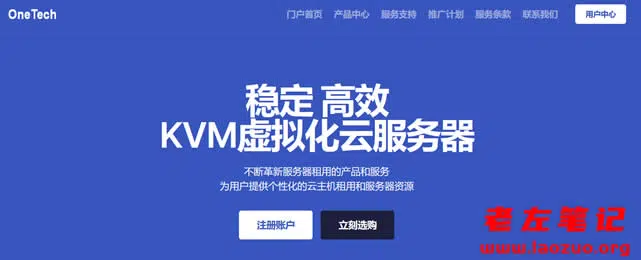 OneTech
门户首页 产品中心 服务支持 推广计划 服务条款 联系我们 用户中心
稳定 高效
KVM虚拟化云服务器
不断革新服务器租用的产品和服务
为用户提供个性化的云主机租用和服务器资源
注册账户 立刻选购
老左笔记
www.laozuo.org